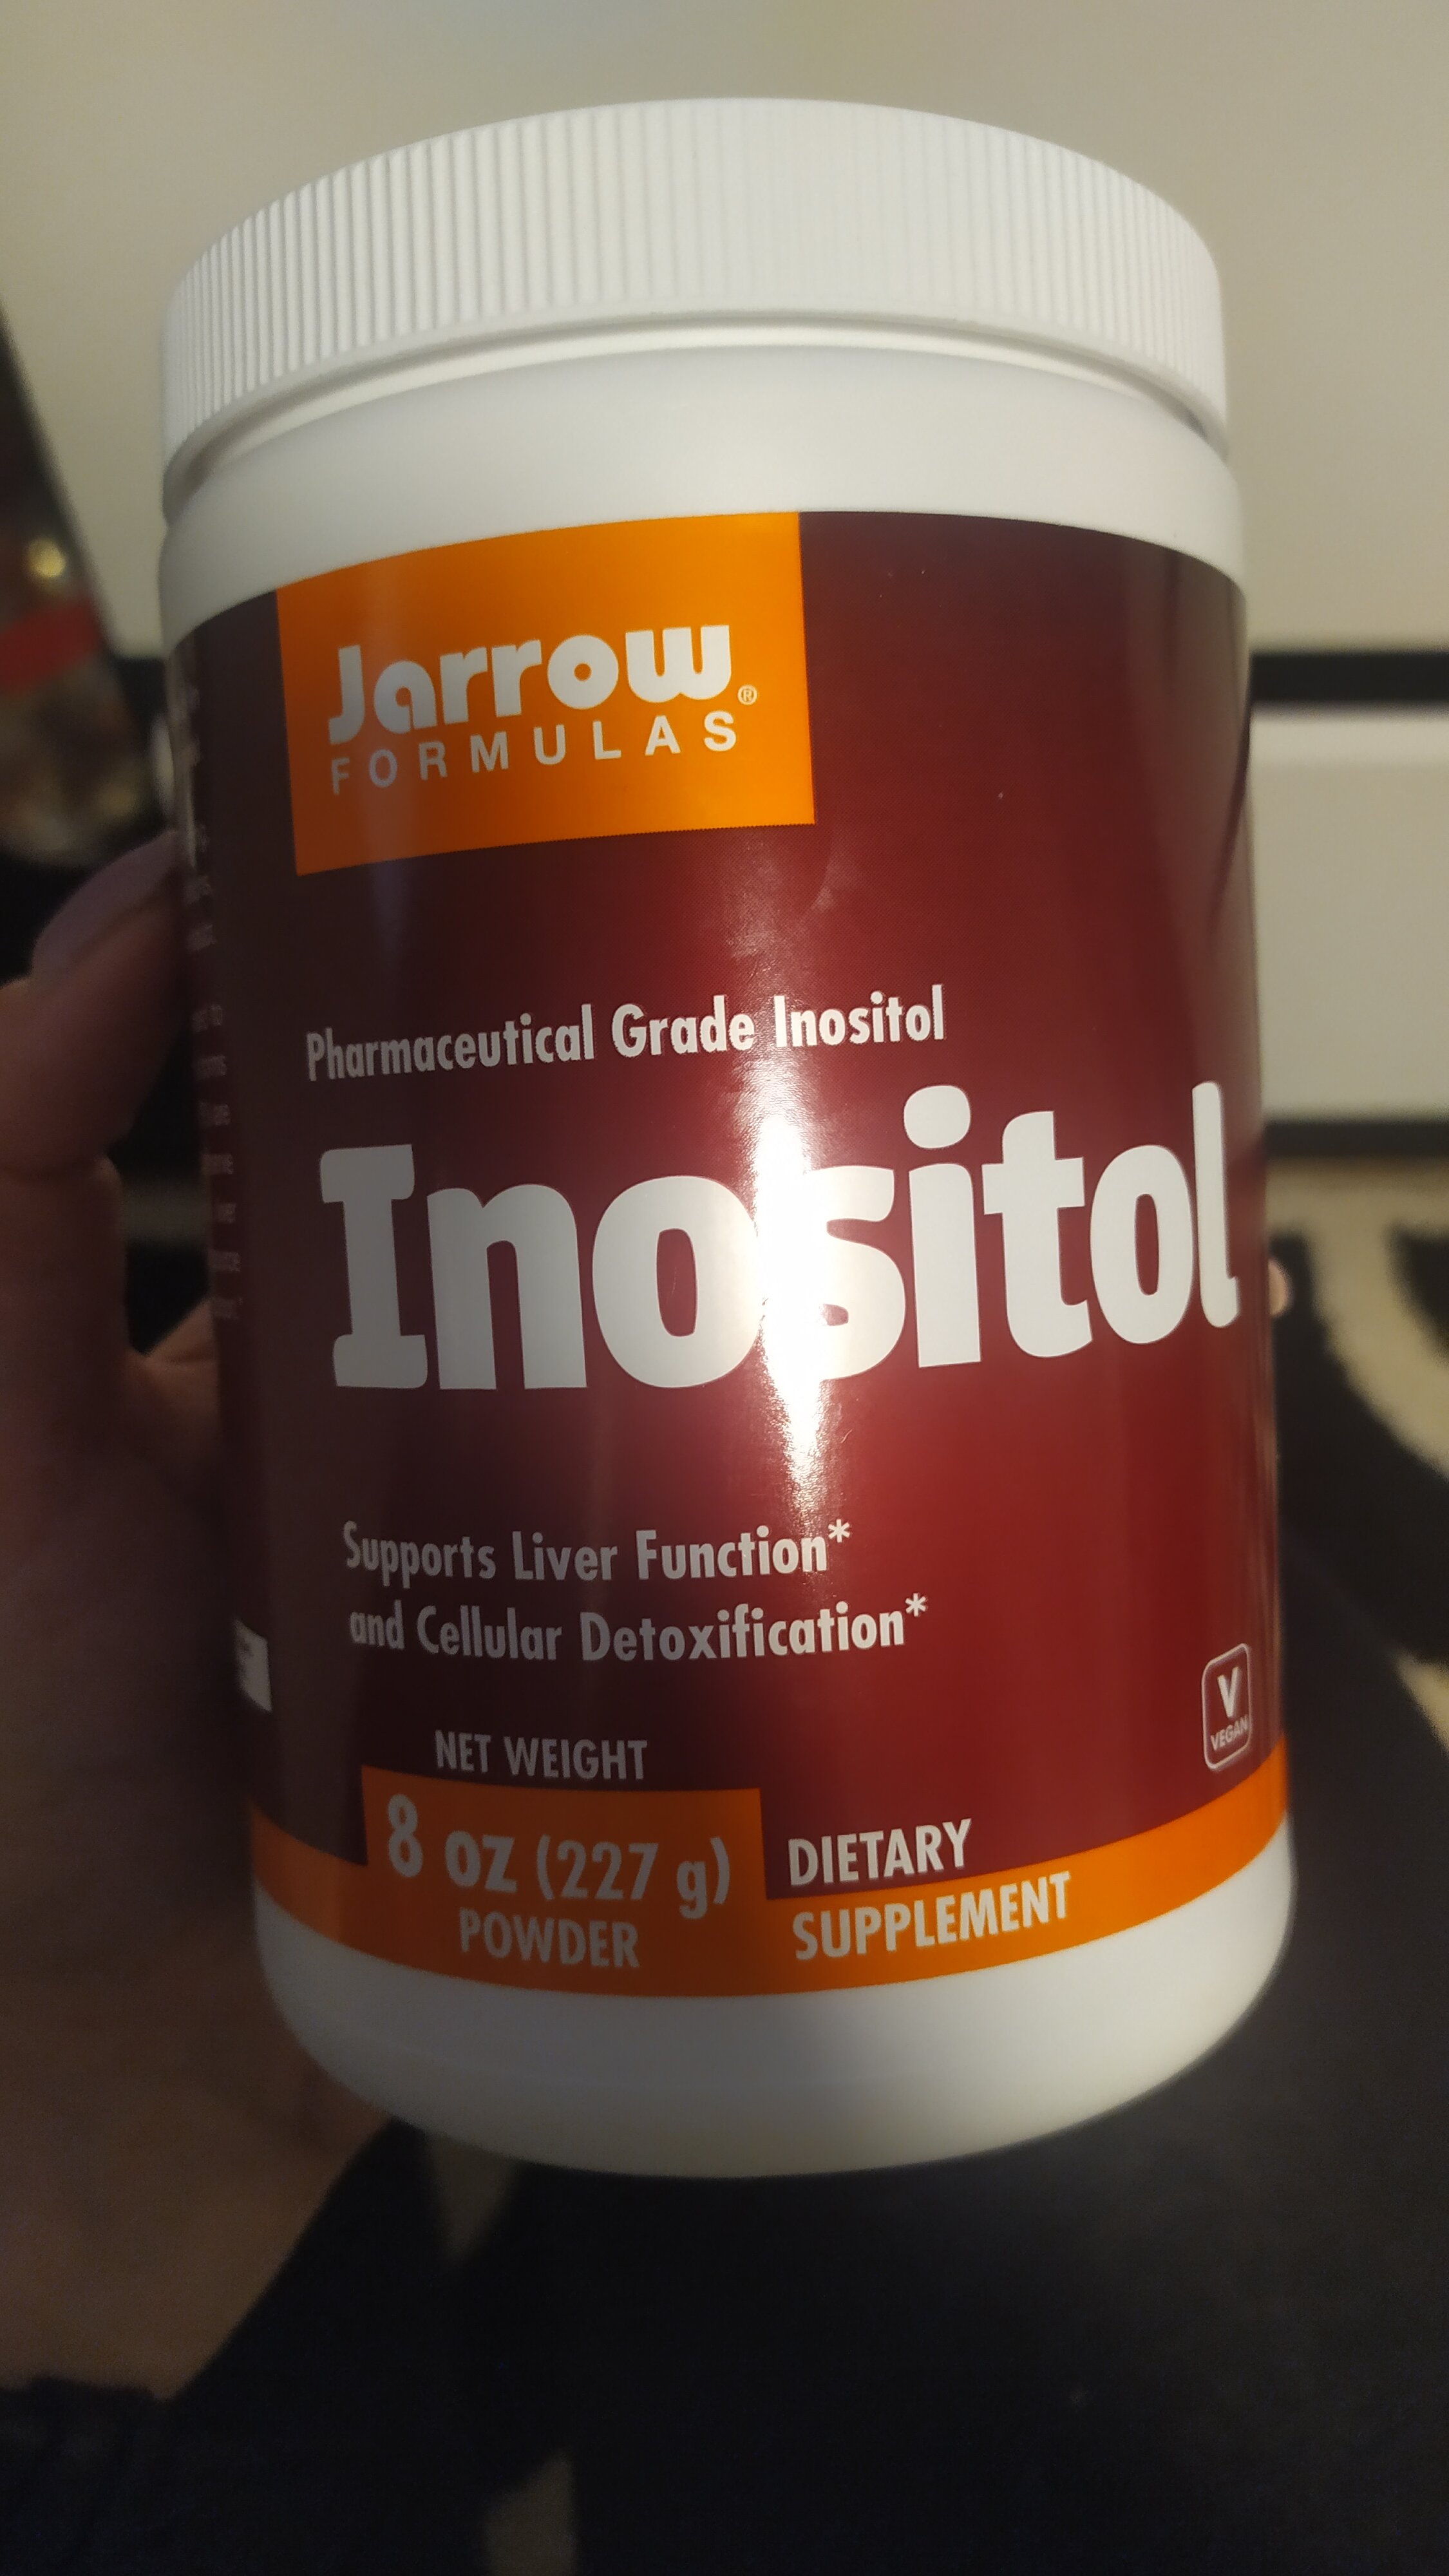 Jarrow®
FORMULAS
Pharmaceutical Grade Inositol
Inositol
Supports Liver Function*
and Cellular Detoxification*
NET WEIGHT
8 oz (227 g)
POWDER
DIETARY
SUPPLEMENT
V
VEGAN